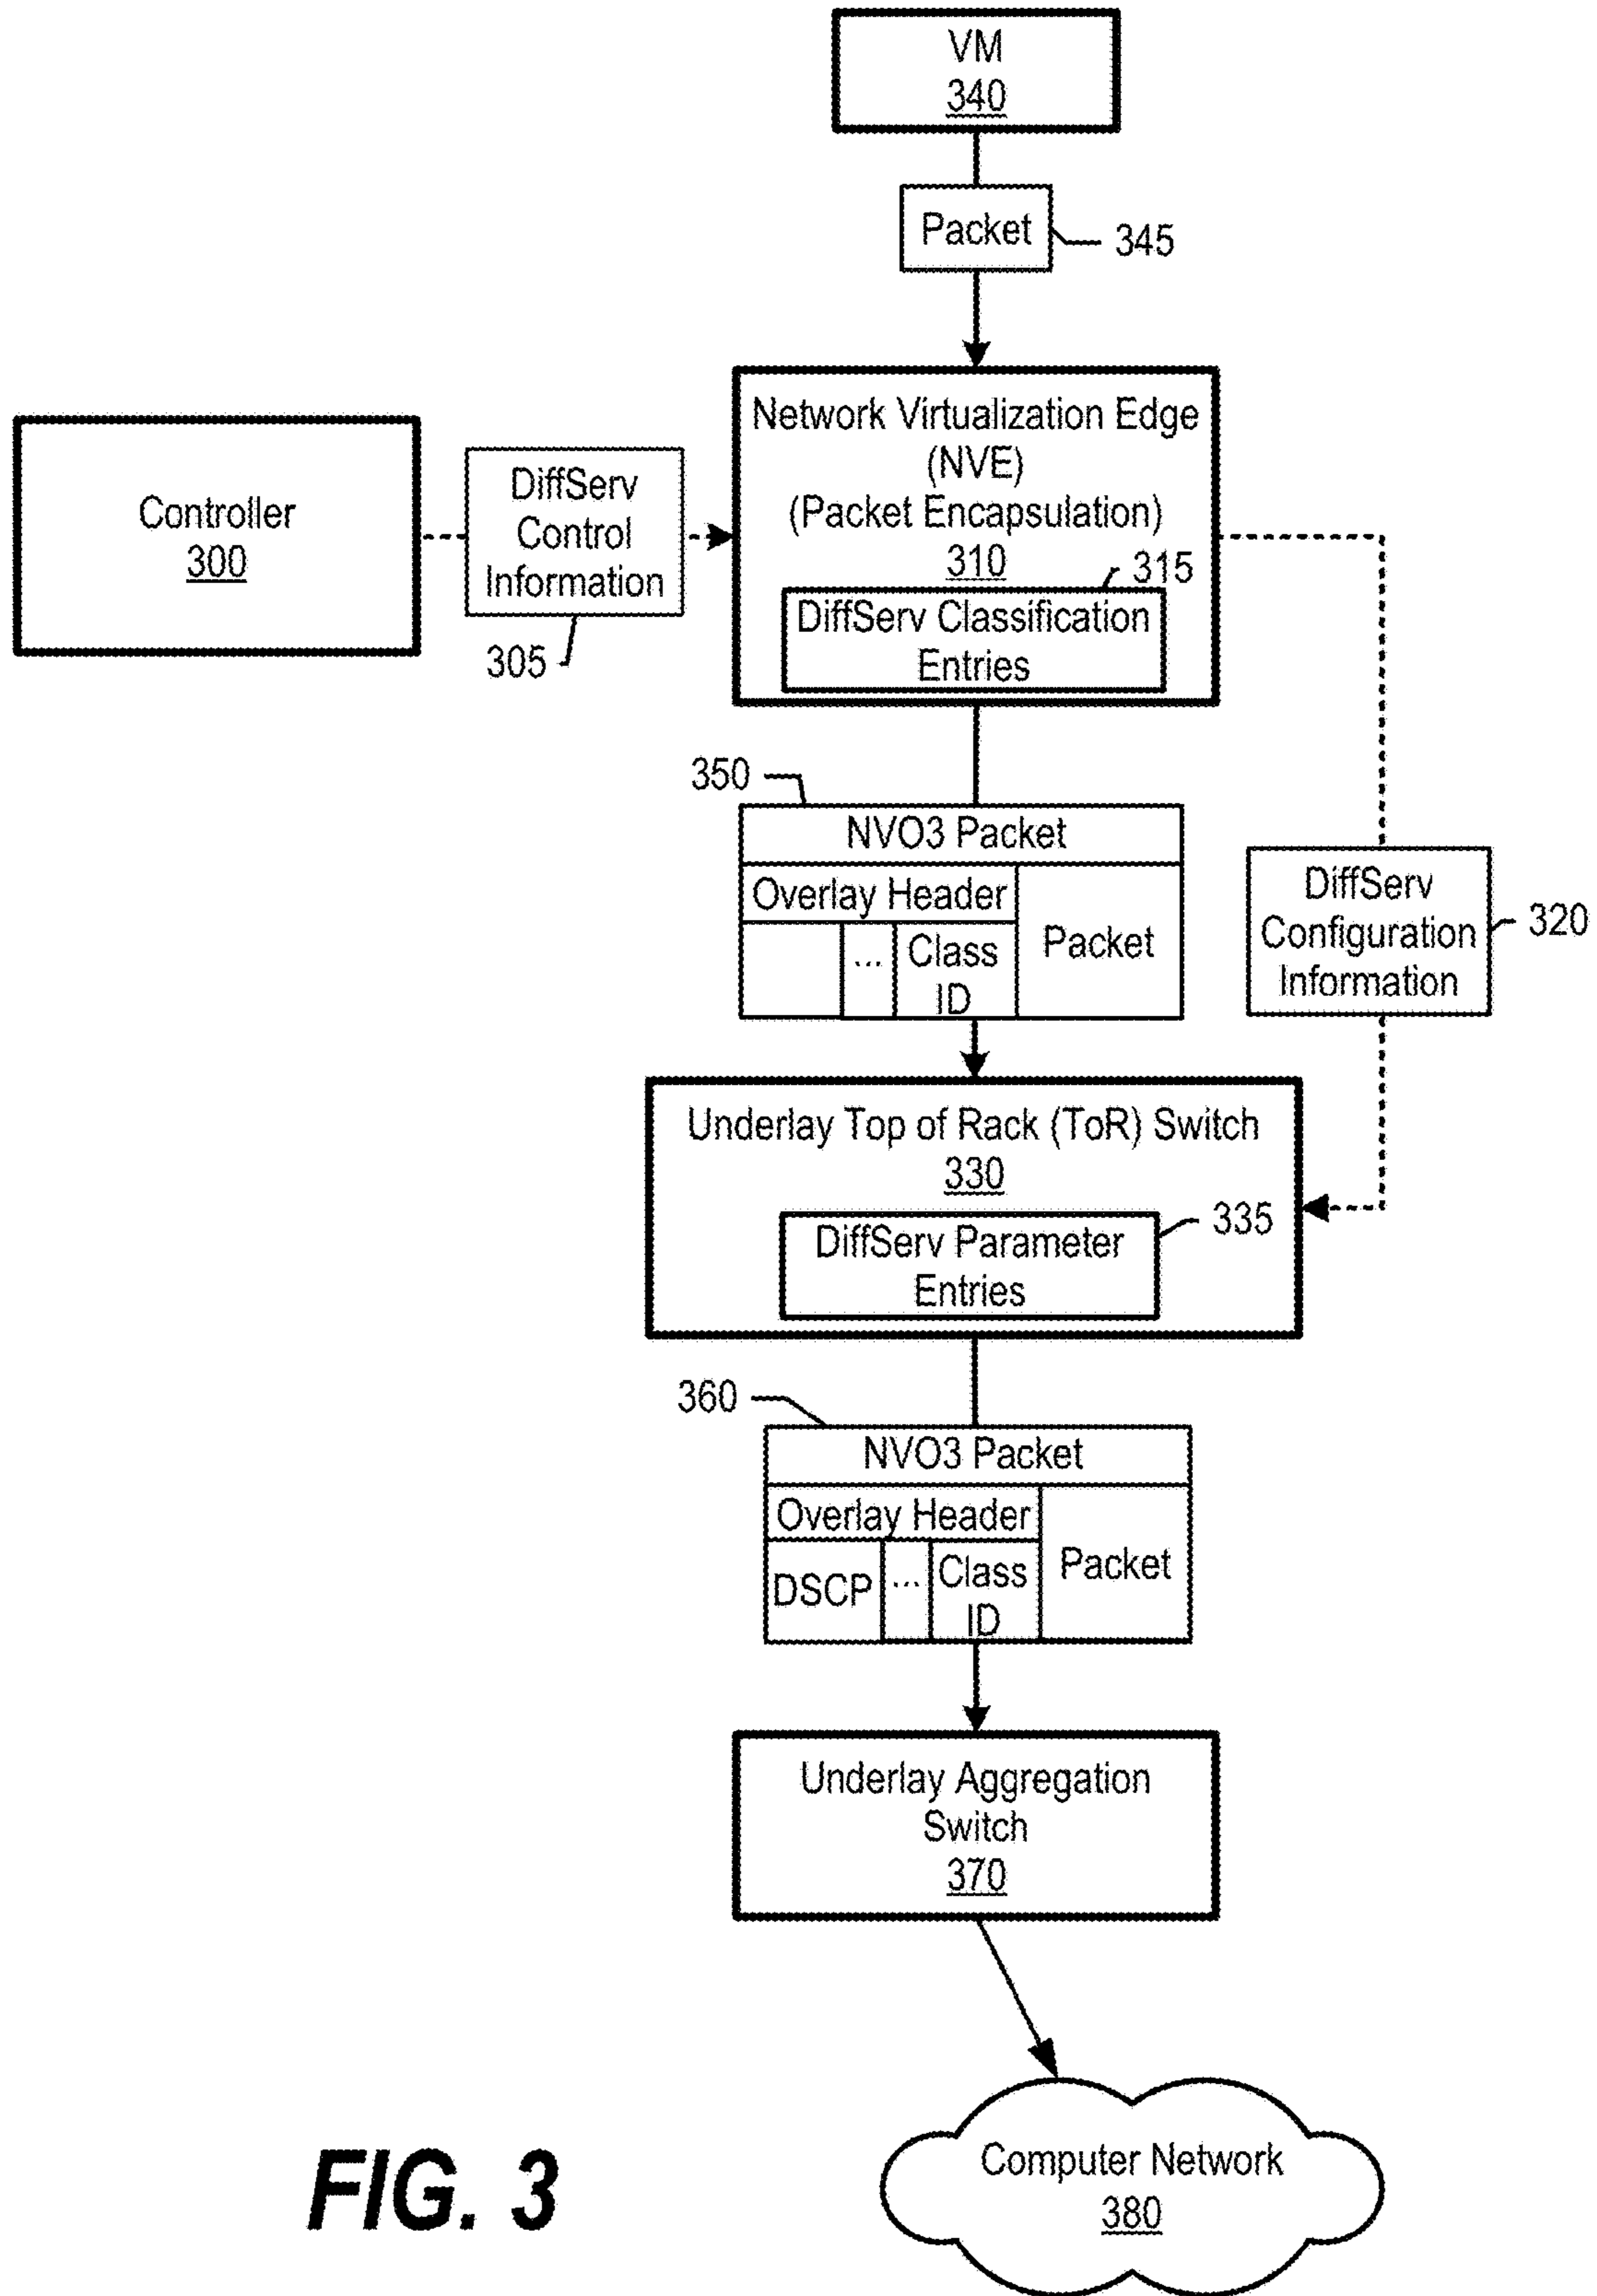 VM
340
Packet
345
Network Virtualization Edge
(NVE)
(Packet Encapsulation)
310
315
DiffServ Classification
Entries
Controller
300
DiffServ
Control
Information
305
350
NVO3 Packet
Overlay Header
...
Class
ID
Packet
DiffServ
Configuration
Information
320
Underlay Top of Rack (ToR) Switch
330
335
DiffServ Parameter
Entries
360
NVO3 Packet
Overlay Header
DSCP
...
Class
ID
Packet
Underlay Aggregation
Switch
370
Computer Network
380
FIG. 3